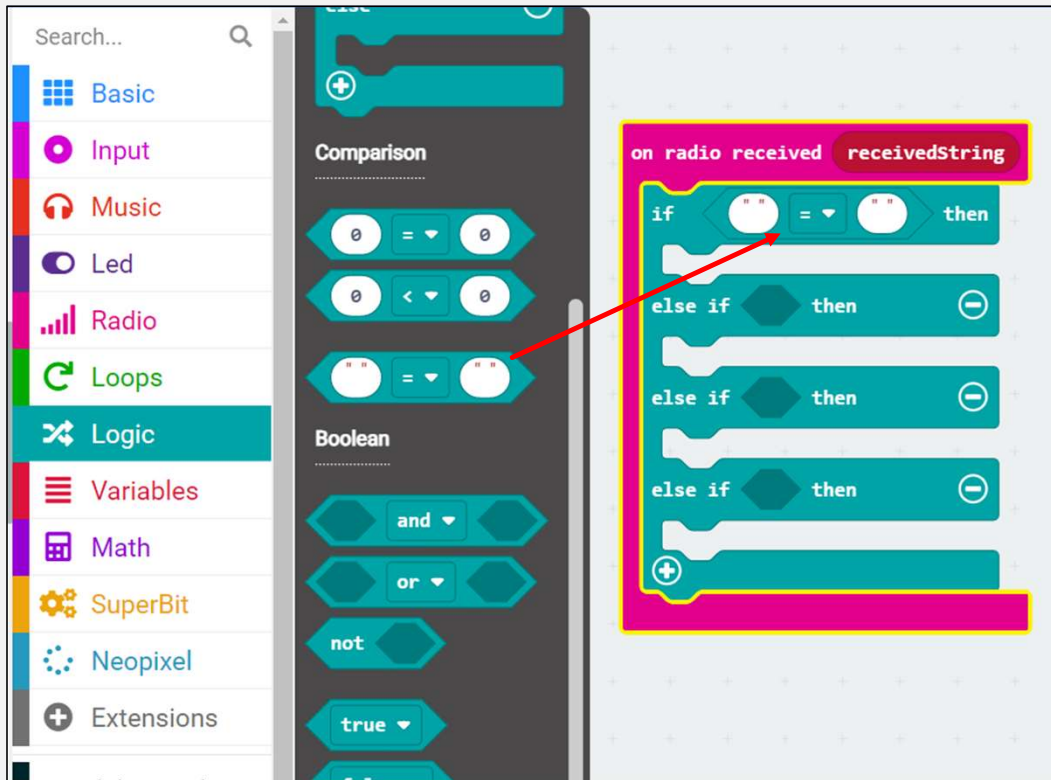 Search...
Basic
Input
Music
Led
Radio
Loops
Logic
Variables
Math
SuperBit
Neopixel
Extensions
else
Comparison
0 = 0
0 < 0
" " = " "
Boolean
and
or
not
true
on radio received receivedString
if " " = " " then
else if then
else if then
else if then